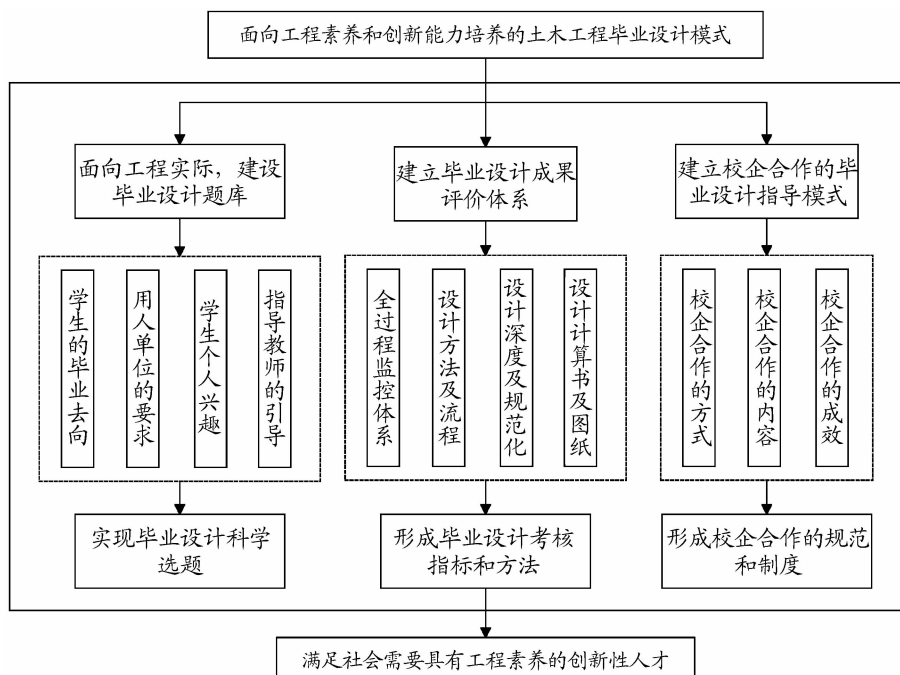 面向工程素养和创新能力培养的土木工程毕业设计模式
面向工程实际，建设
毕业设计题库
建立毕业设计成果
评价体系
建立校企合作的毕
业设计指导模式
学生的毕业去向
用人单位的要求
学生个人兴趣
指导教师的引导
全过程监控体系
设计方法及流程
设计深度及规范化
设计计算书及图纸
校企合作的方式
校企合作的内容
校企合作的成效
实现毕业设计科学
选题
形成毕业设计考核
指标和方法
形成校企合作的规范
和制度
满足社会需要具有工程素养的创新性人才